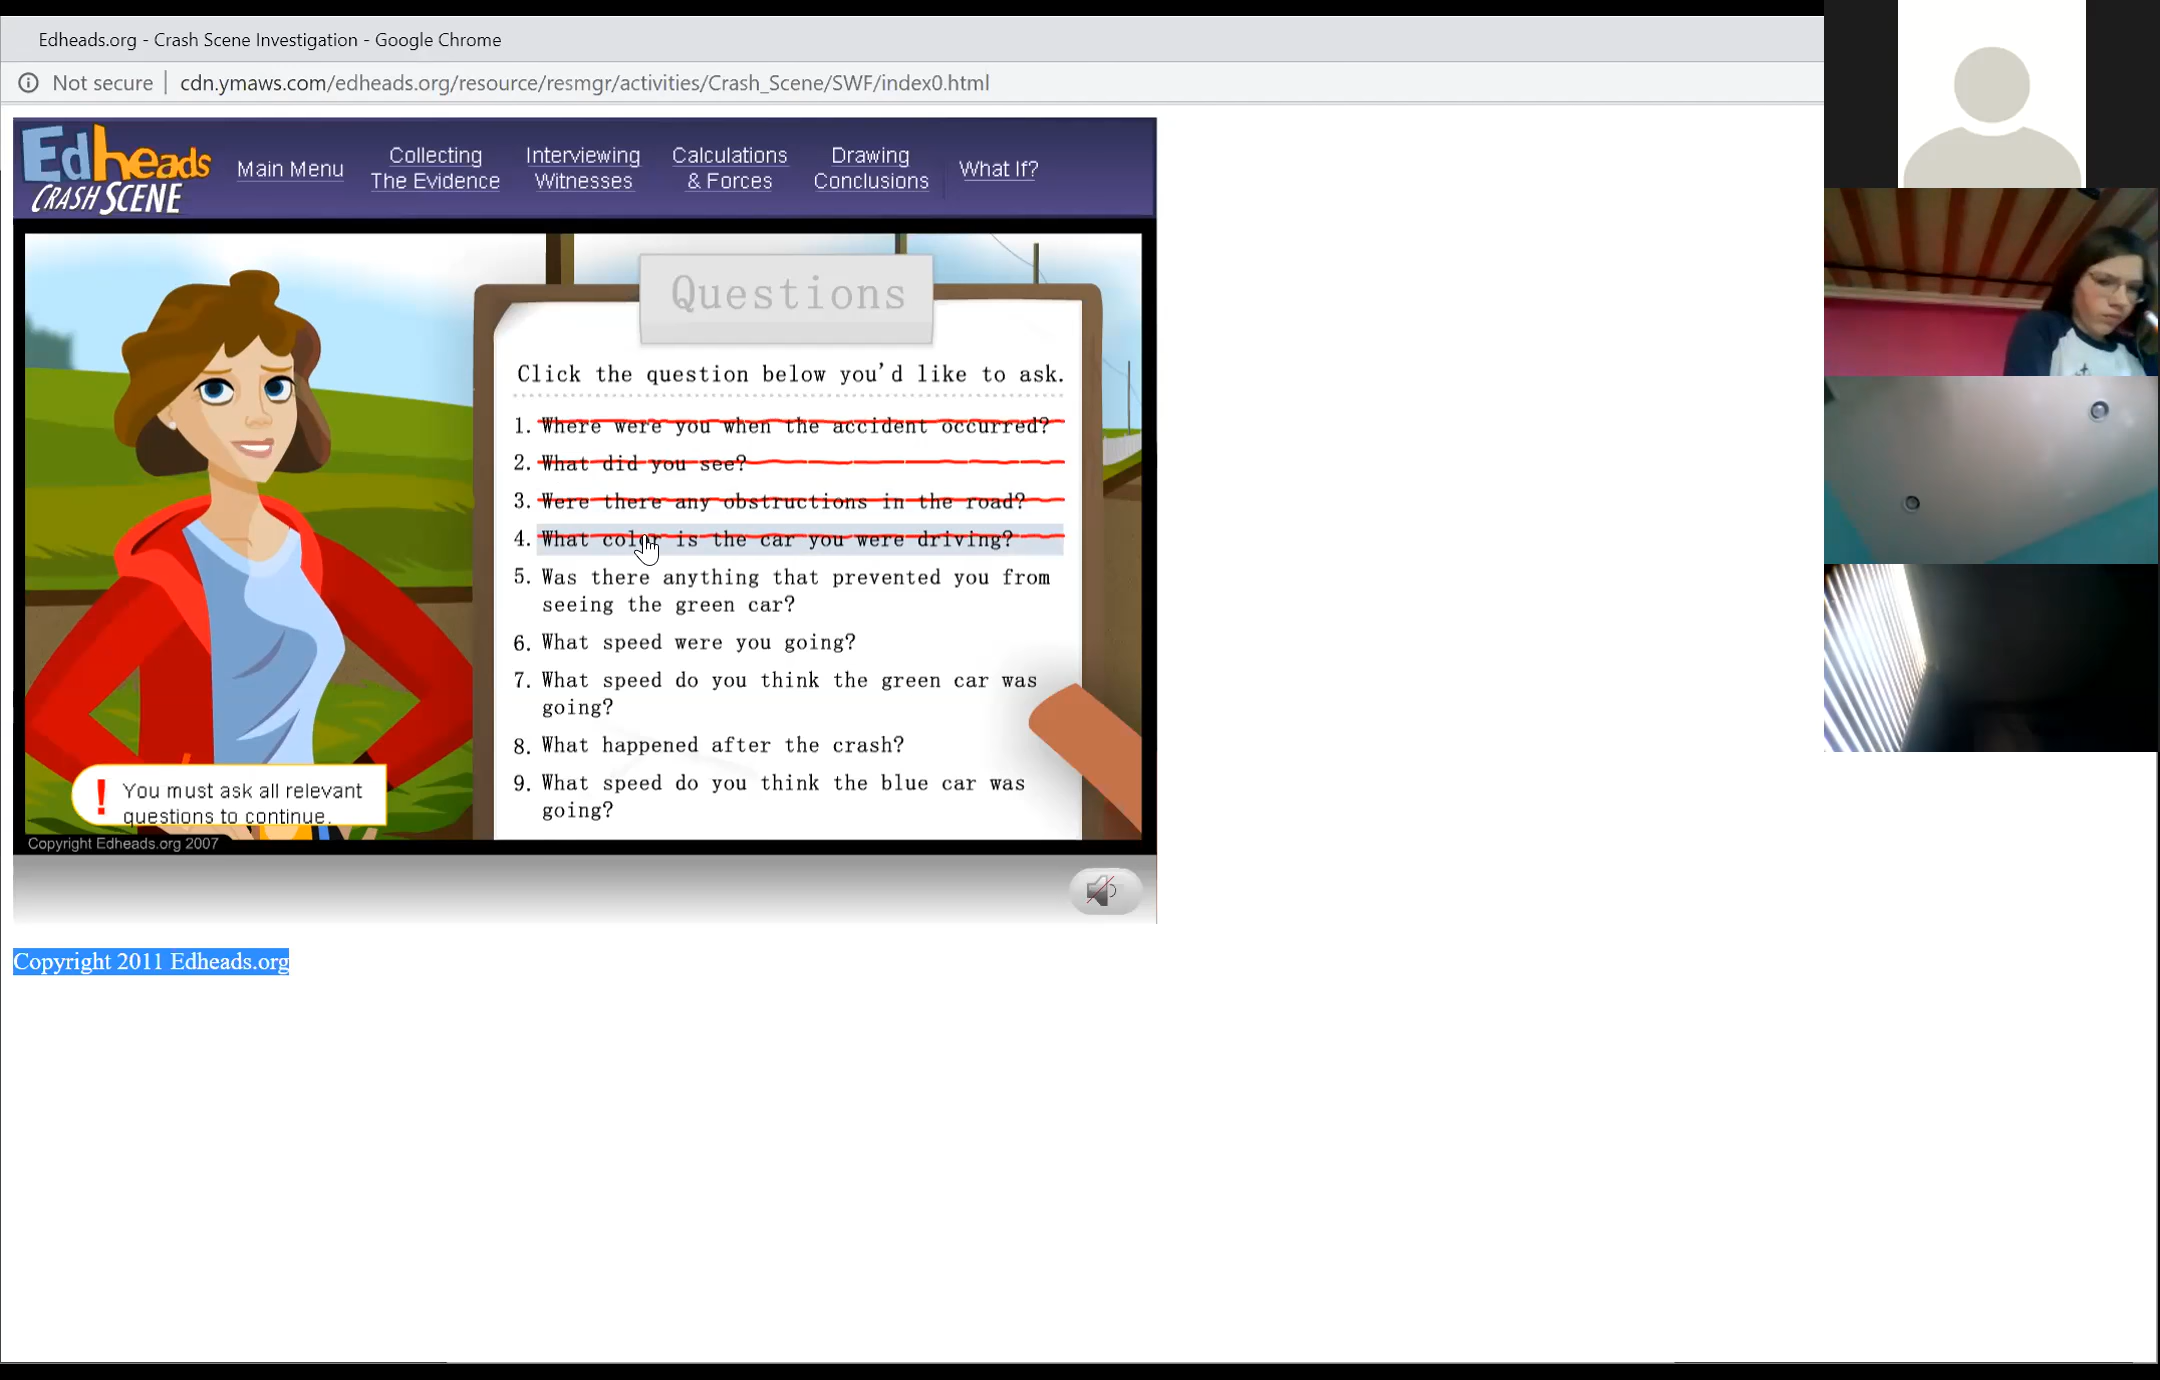 Edheads.org - Crash Scene Investigation - Google Chrome
Not secure | cdn.ymaws.com/edheads.org/resource/resmgr/activities/Crash_Scene/SWF/index0.html
Edheads
CRASH SCENE
Main Menu
Collecting
The Evidence
Interviewing
Witnesses
Calculations
& Forces
Drawing
Conclusions
What If?
Questions
Click the question below you'd like to ask.
1. Where were you when the accident occurred?
2. What did you see?
3. Were there any obstructions in the road?
4. What color is the car you were driving?
5. Was there anything that prevented you from
seeing the green car?
6. What speed were you going?
7. What speed do you think the green car was
going?
8. What happened after the crash?
9. What speed do you think the blue car was
going?
! You must ask all relevant
questions to continue.
Copyright Edheads.org 2007
Copyright 2011 Edheads.org